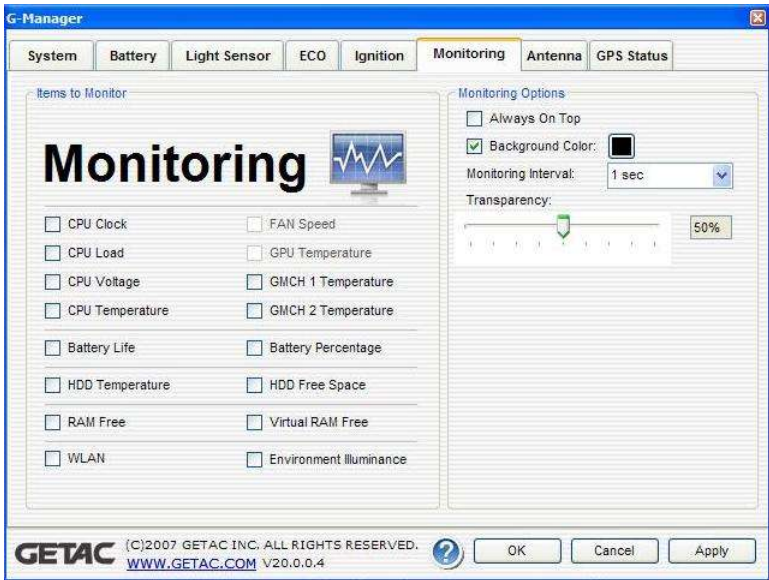 G-Manager
System Battery Light Sensor ECO Ignition Monitoring Antenna GPS Status
Items to Monitor
Monitoring
CPU Clock FAN Speed
CPU Load GPU Temperature
CPU Voltage GMCH 1 Temperature
CPU Temperature GMCH 2 Temperature
Battery Life Battery Percentage
HDD Temperature HDD Free Space
RAM Free Virtual RAM Free
WLAN Environment Illuminance
Monitoring Options
Always On Top
Background Color:
Monitoring Interval: 1 sec
Transparency:
50%
GETAC (C)2007 GETAC INC. ALL RIGHTS RESERVED.
WWW.GETAC.COM V20.0.0.4
? OK Cancel Apply